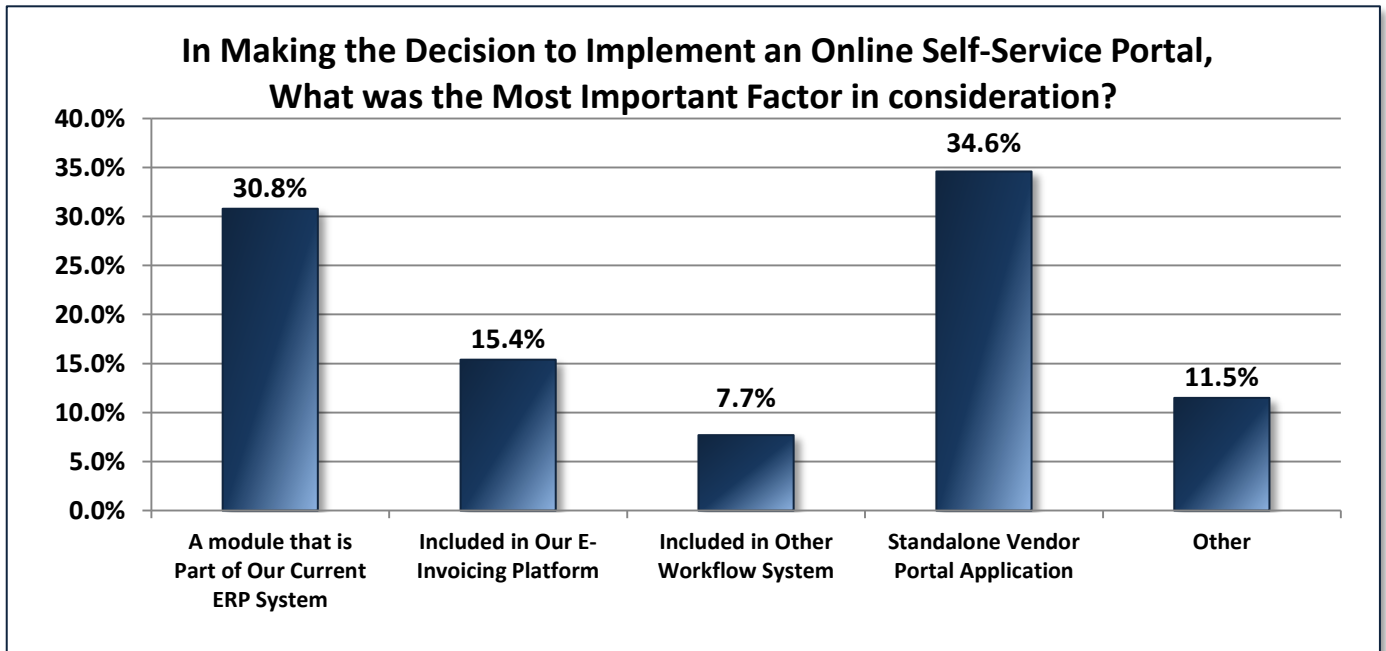 In Making the Decision to Implement an Online Self-Service Portal,
What was the Most Important Factor in consideration?
40.0%
35.0%
30.0%
25.0%
20.0%
15.0%
10.0%
5.0%
0.0%
30.8%
15.4%
7.7%
34.6%
11.5%
A module that is
Part of Our Current
ERP System
Included in Our E-
Invoicing Platform
Included in Other
Workflow System
Standalone Vendor
Portal Application
Other